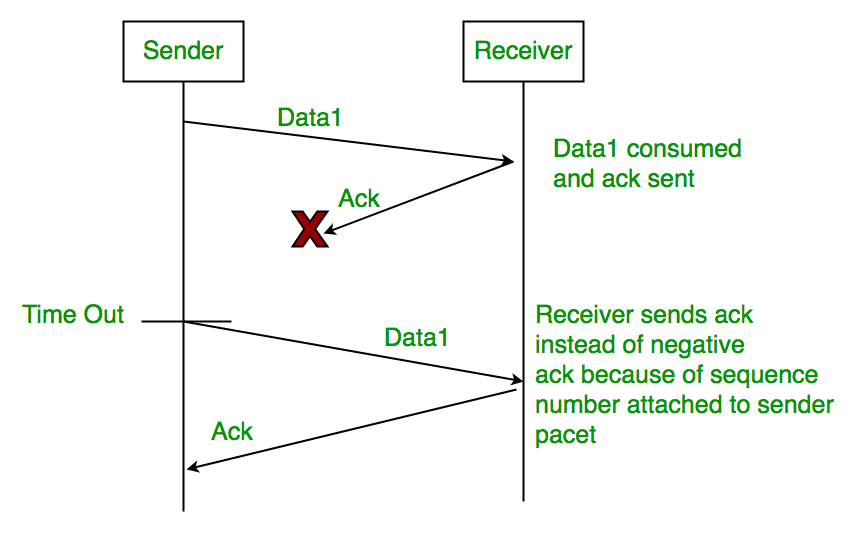 Sender
Receiver
Data1
Data1 consumed
and ack sent
Ack
X
Time Out
Receiver sends ack
instead of negative
ack because of sequence
number attached to sender
pacet
Data1
Ack